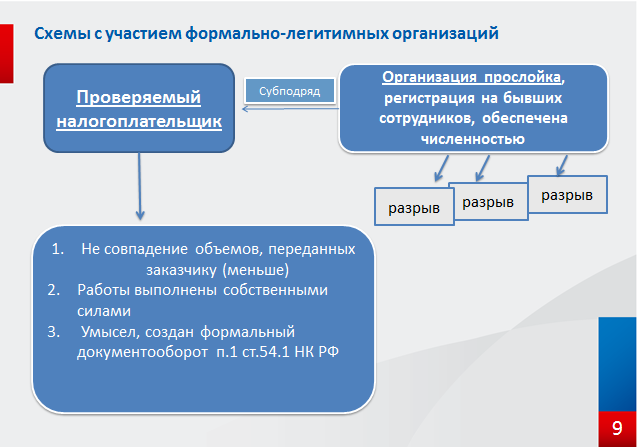 Схемы с участием формально-легитимных организаций
Проверяемый
налогоплательщик
Субподряд
Организация прослойка,
регистрация на бывших
сотрудников, обеспечена
численностью
разрыв
разрыв
разрыв
1. Не совпадение объемов, переданных
заказчику (меньше)
2. Работы выполнены собственными
силами
3. Умысел, создан формальный
документооборот п.1 ст.54.1 НК РФ
9